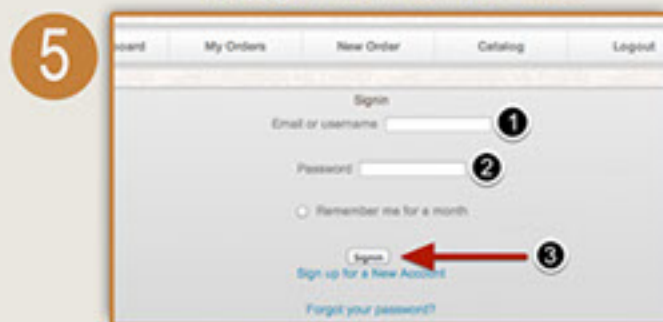 5
oard My Orders New Order Catalog Logout
Signin
Email or username 1
Password 2
Remember me for a month
Signin 3
Sign up for a New Account
Forgot your password?